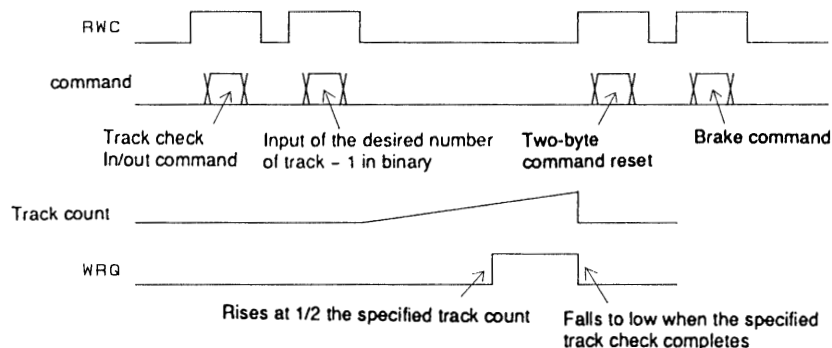 RWC
command
Track check
In/out command
Input of the desired number
of track - 1 in binary
Two-byte
command reset
Brake command
Track count
WRQ
Rises at 1/2 the specified track count
Falls to low when the specified
track check completes